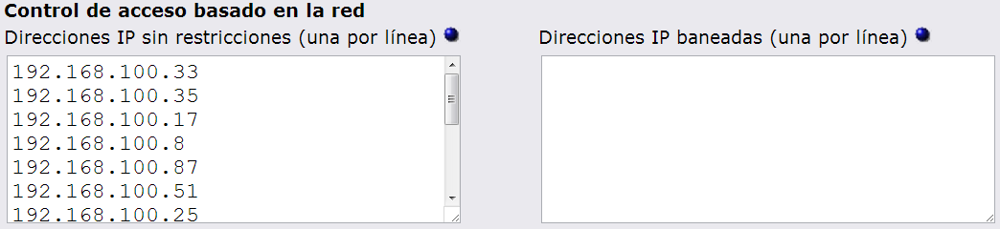 Control de acceso basado en la red
Direcciones IP sin restricciones (una por línea)
192.168.100.33
192.168.100.35
192.168.100.17
192.168.100.8
192.168.100.87
192.168.100.51
192.168.100.25
Direcciones IP baneadas (una por línea)